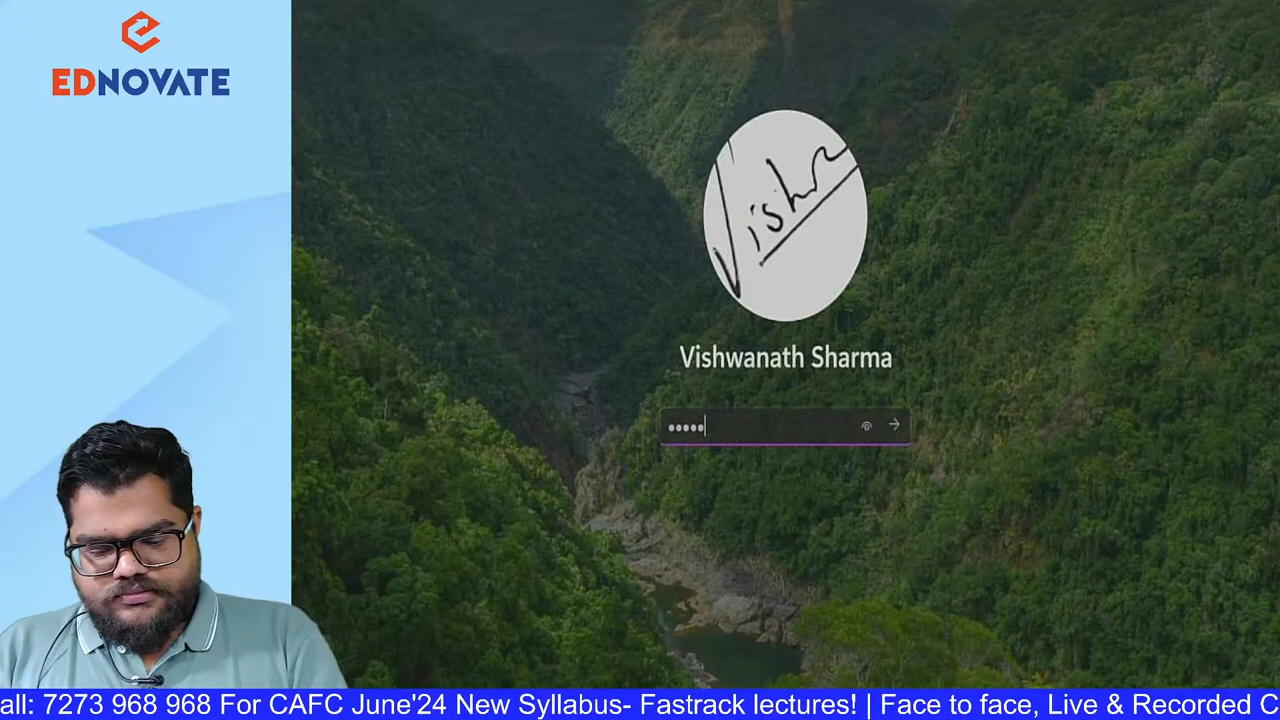 EDNOVATE
Vishw
Vishwanath Sharma
all: 7273 968 968 For CAFC June'24 New Syllabus- Fastrack lectures! | Face to face, Live & Recorded C